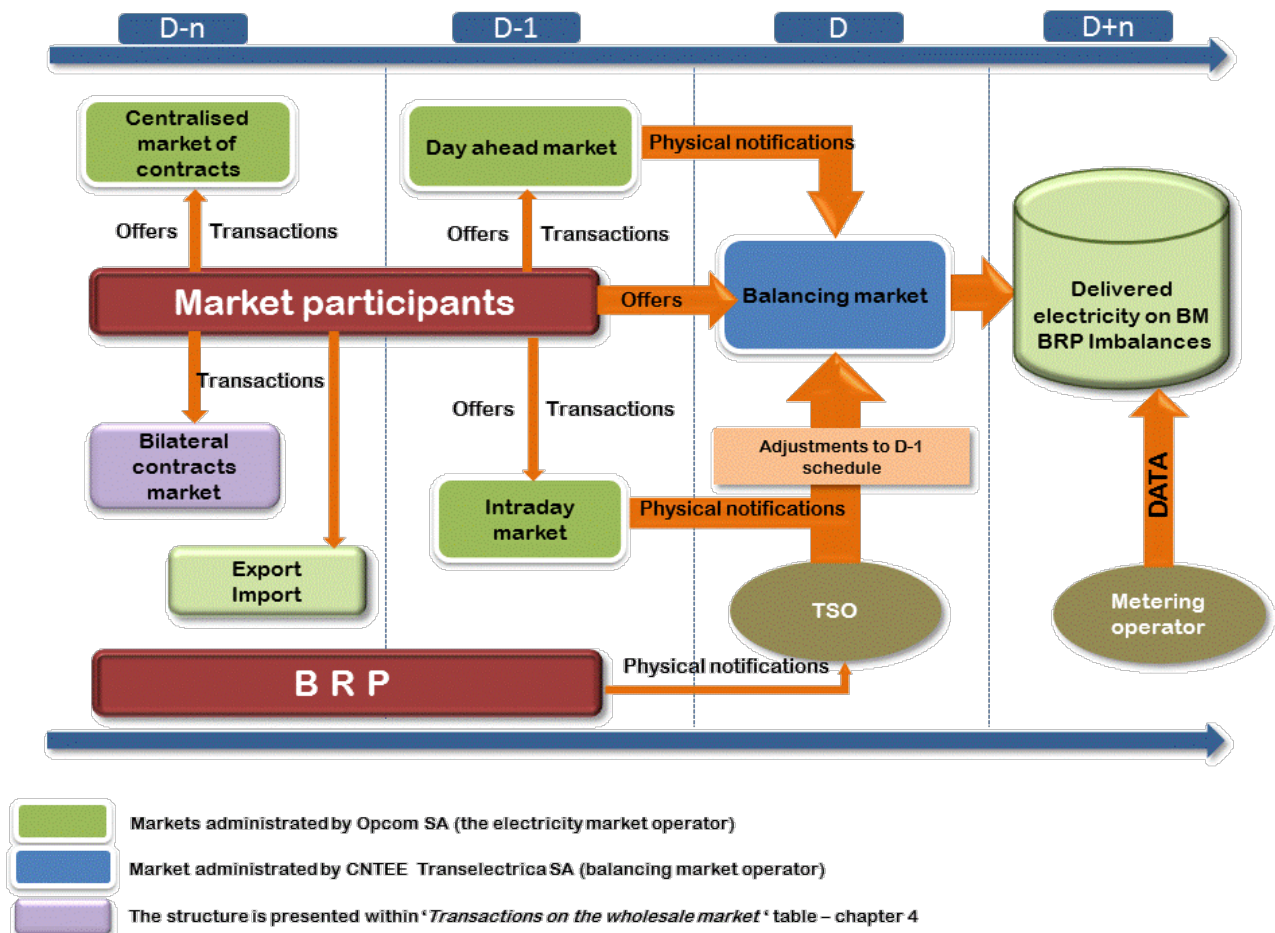 D-n
D-1
D
D+n
Centralised
market of
contracts
Day ahead market
Physical notifications
Offers
Transactions
Offers
Transactions
Market participants
Offers
Balancing market
Delivered
electricity on BM
BRP Imbalances
Transactions
Offers
Transactions
Bilateral
contracts
market
Adjustments to D-1
schedule
Intraday
market
Physical notifications
DATA
Export
Import
TSO
Metering
operator
B R P
Physical notifications
Markets administrated by Opcom SA (the electricity market operator)
Market administrated by CNTEE Transelectrica SA (balancing market operator)
The structure is presented within ‘Transactions on the wholesale market ‘ table – chapter 4